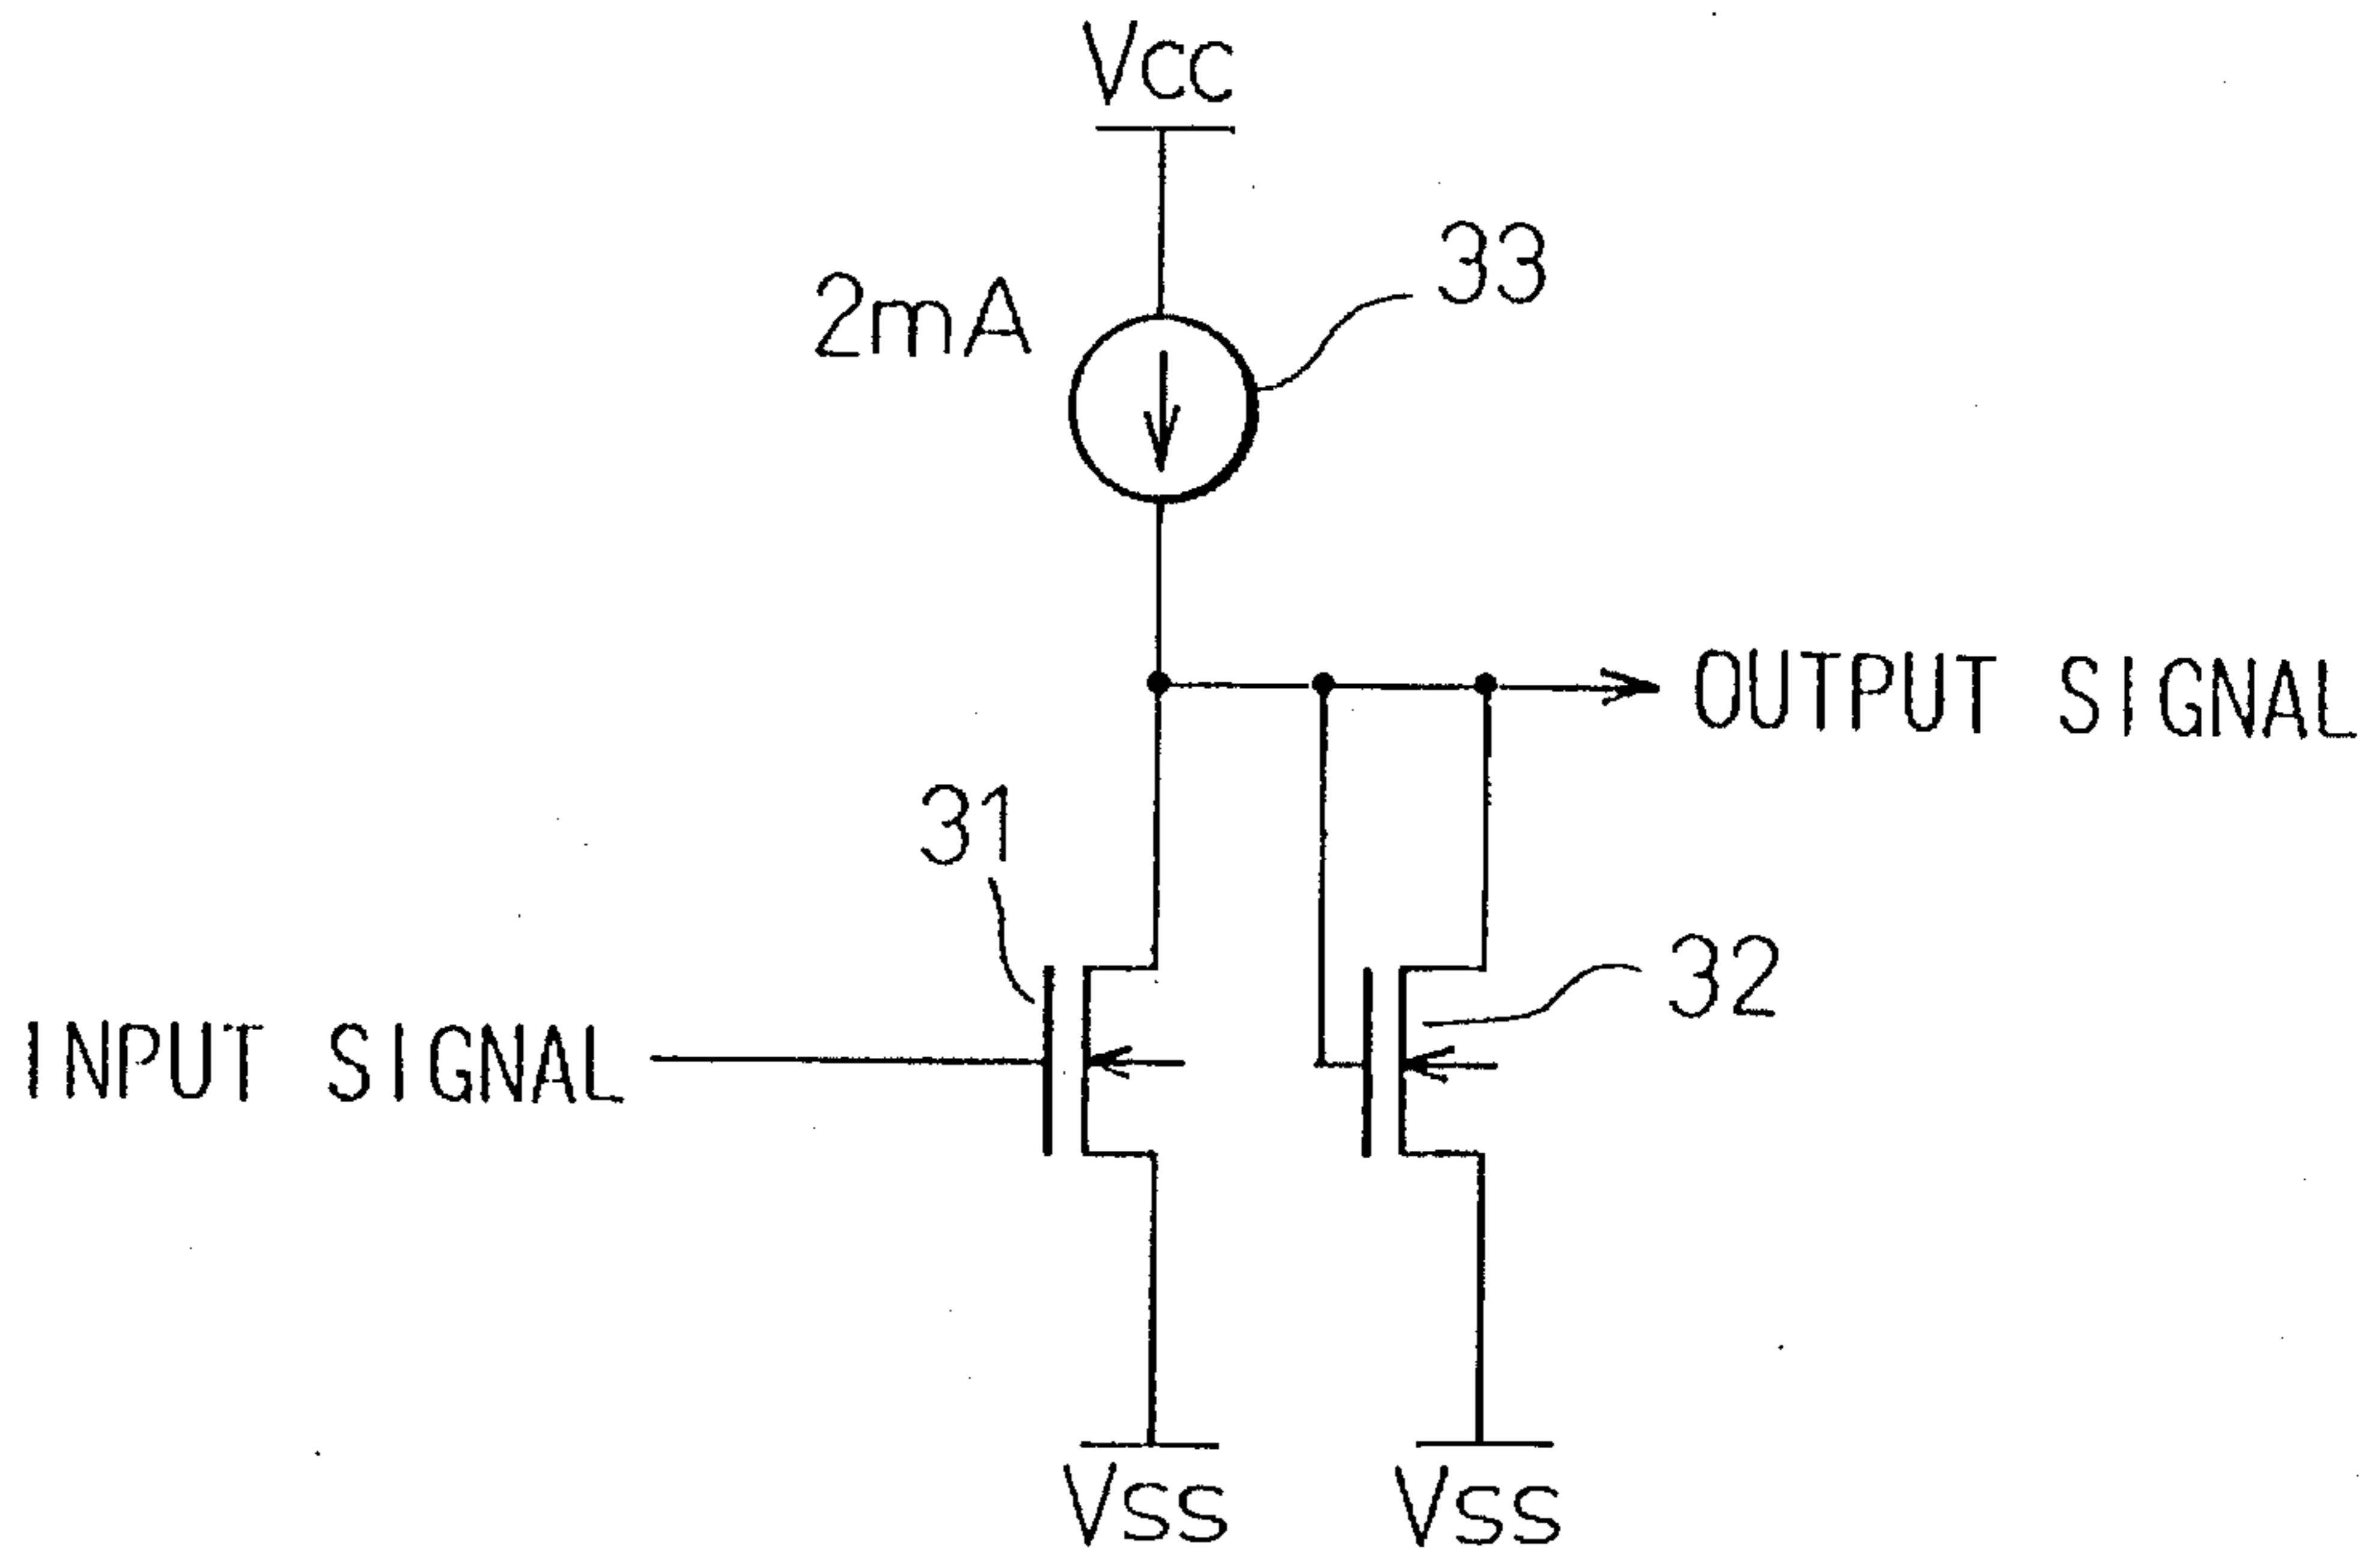 Vcc
33
2mA
OUTPUT SIGNAL
31
32
INPUT SIGNAL
Vss
Vss